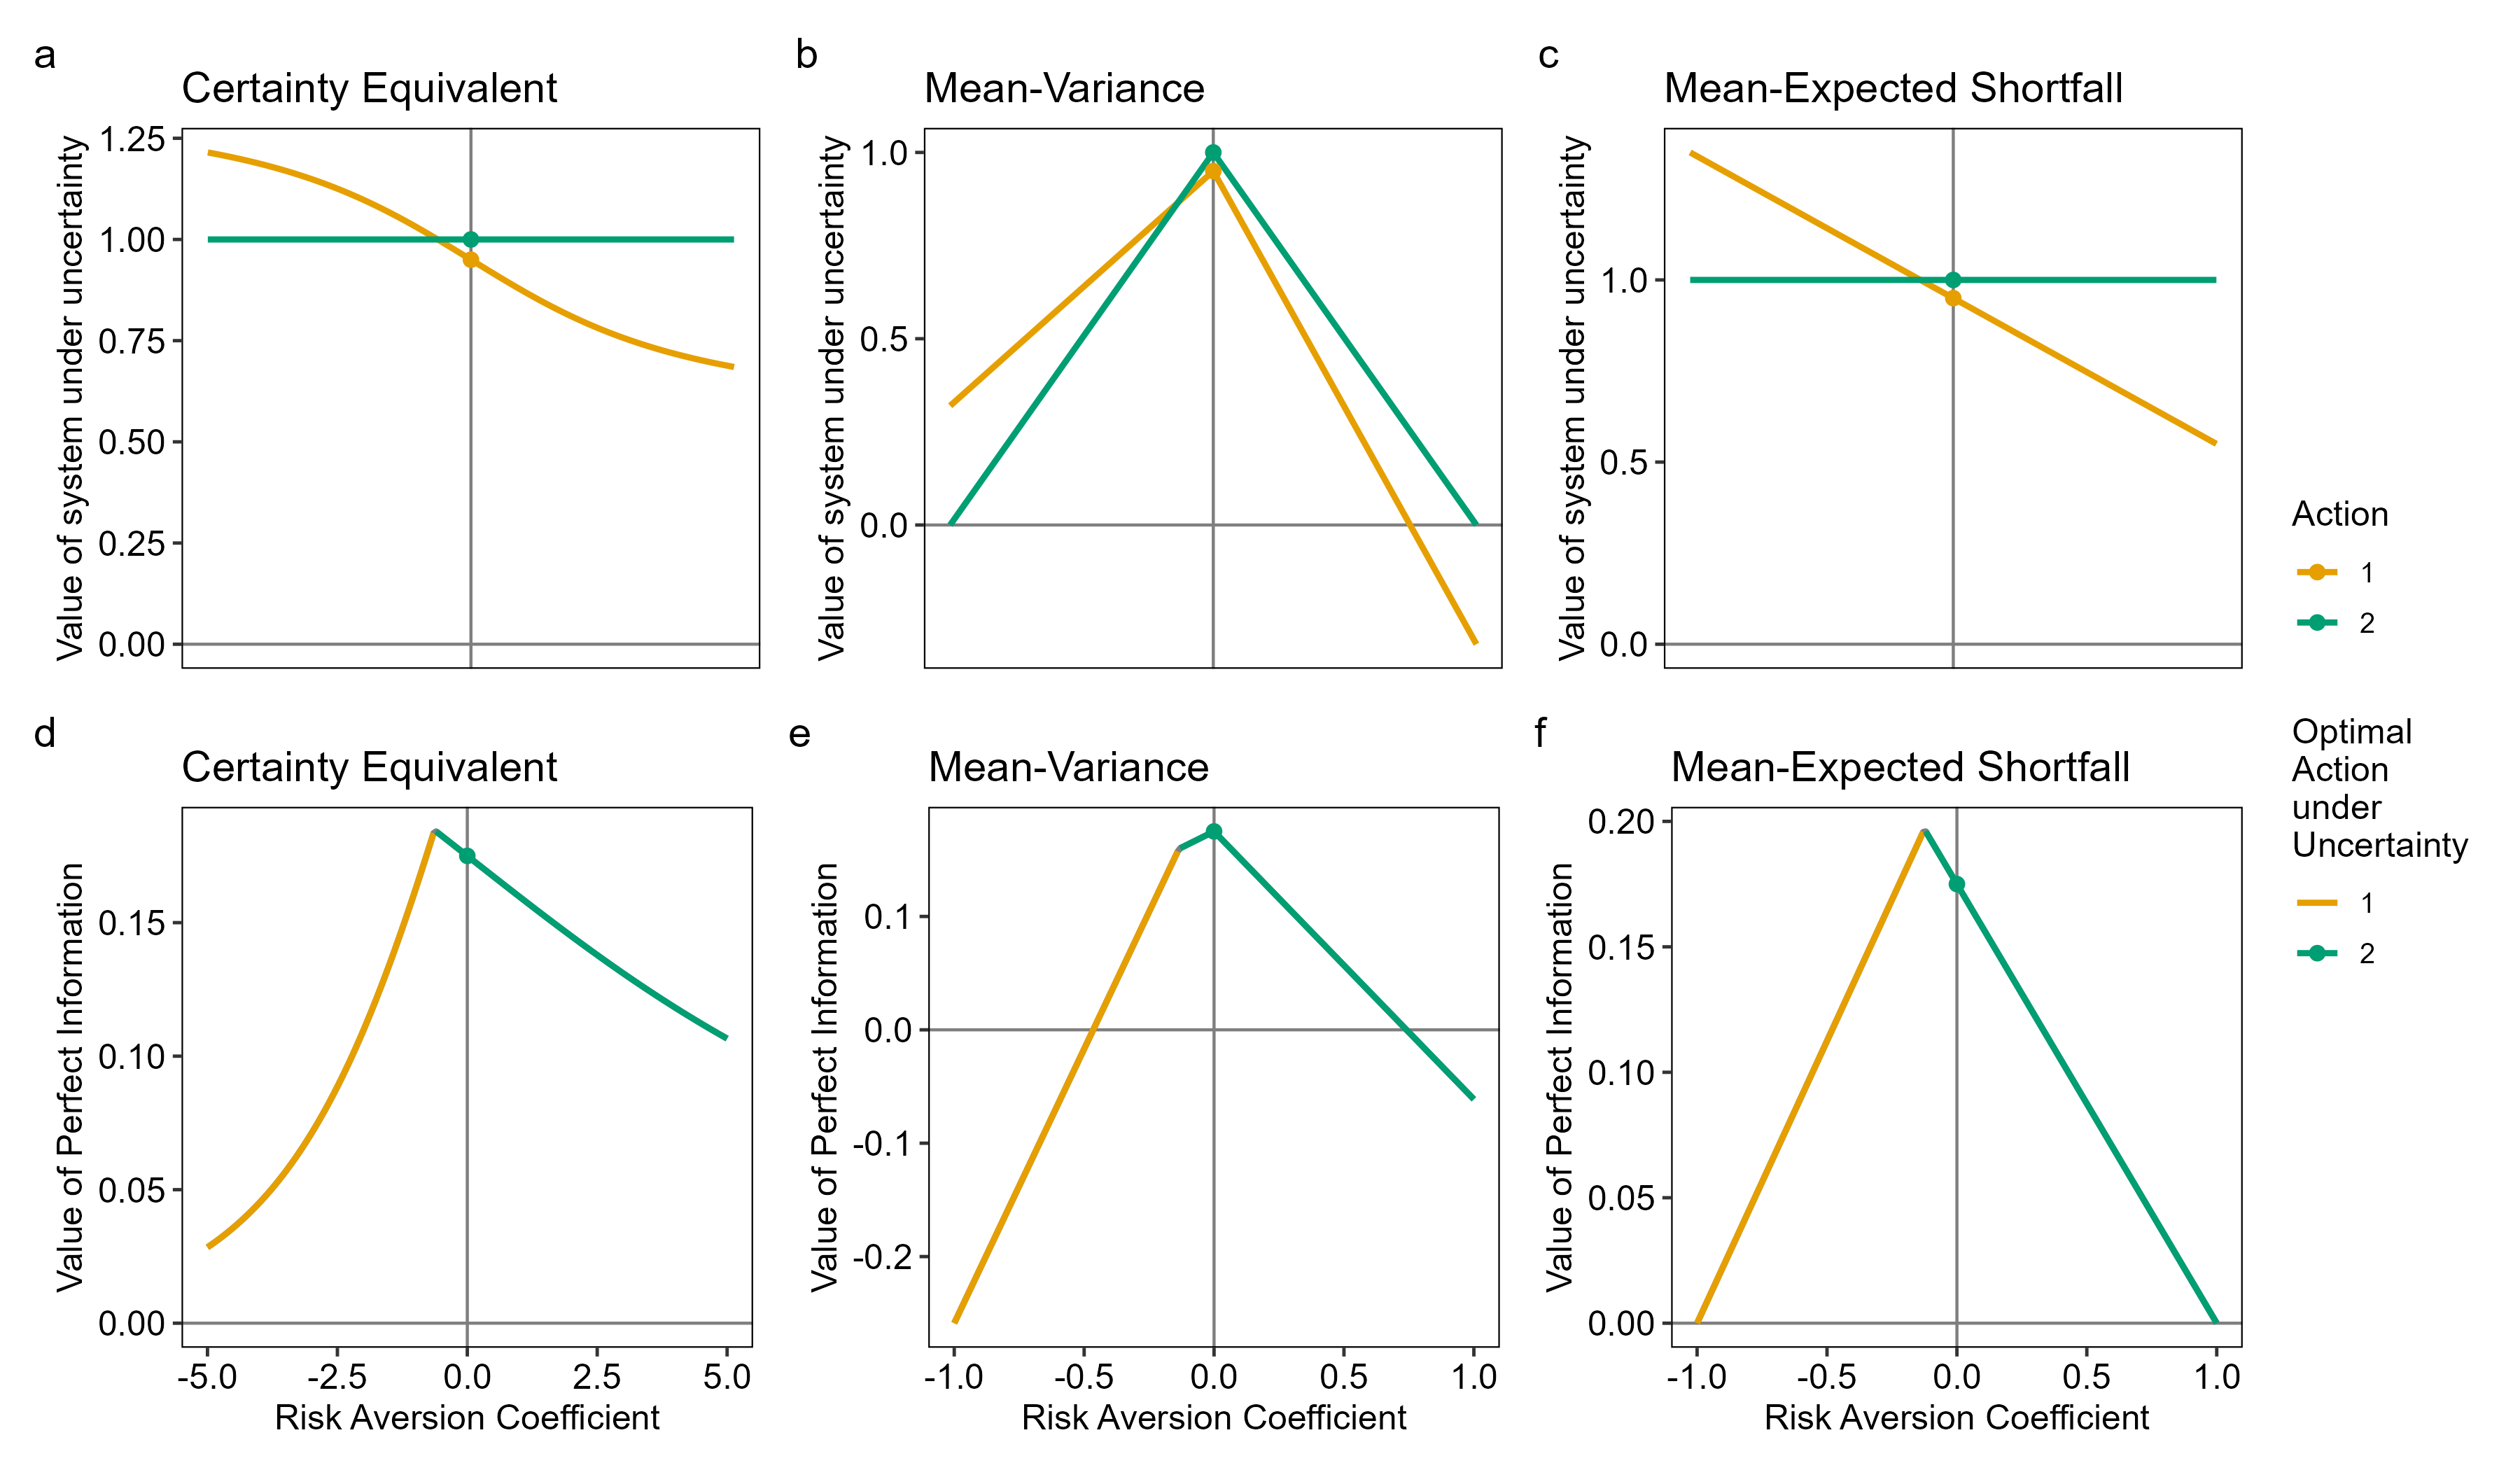 a
Certainty Equivalent
Value of system under uncertainty
1.25
1.00
0.75
0.50
0.25
0.00
b
Mean-Variance
Value of system under uncertainty
1.0
0.5
0.0
c
Mean-Expected Shortfall
Value of system under uncertainty
1.0
0.5
0.0
Action
1
2
d
Certainty Equivalent
Value of Perfect Information
0.15
0.10
0.05
0.00
-5.0 -2.5 0.0 2.5 5.0
Risk Aversion Coefficient
e
Mean-Variance
Value of Perfect Information
0.1
0.0
-0.1
-0.2
-1.0 -0.5 0.0 0.5 1.0
Risk Aversion Coefficient
f
Mean-Expected Shortfall
Value of Perfect Information
0.20
0.15
0.10
0.05
0.00
-1.0 -0.5 0.0 0.5 1.0
Risk Aversion Coefficient
Optimal
Action
under
Uncertainty
1
2